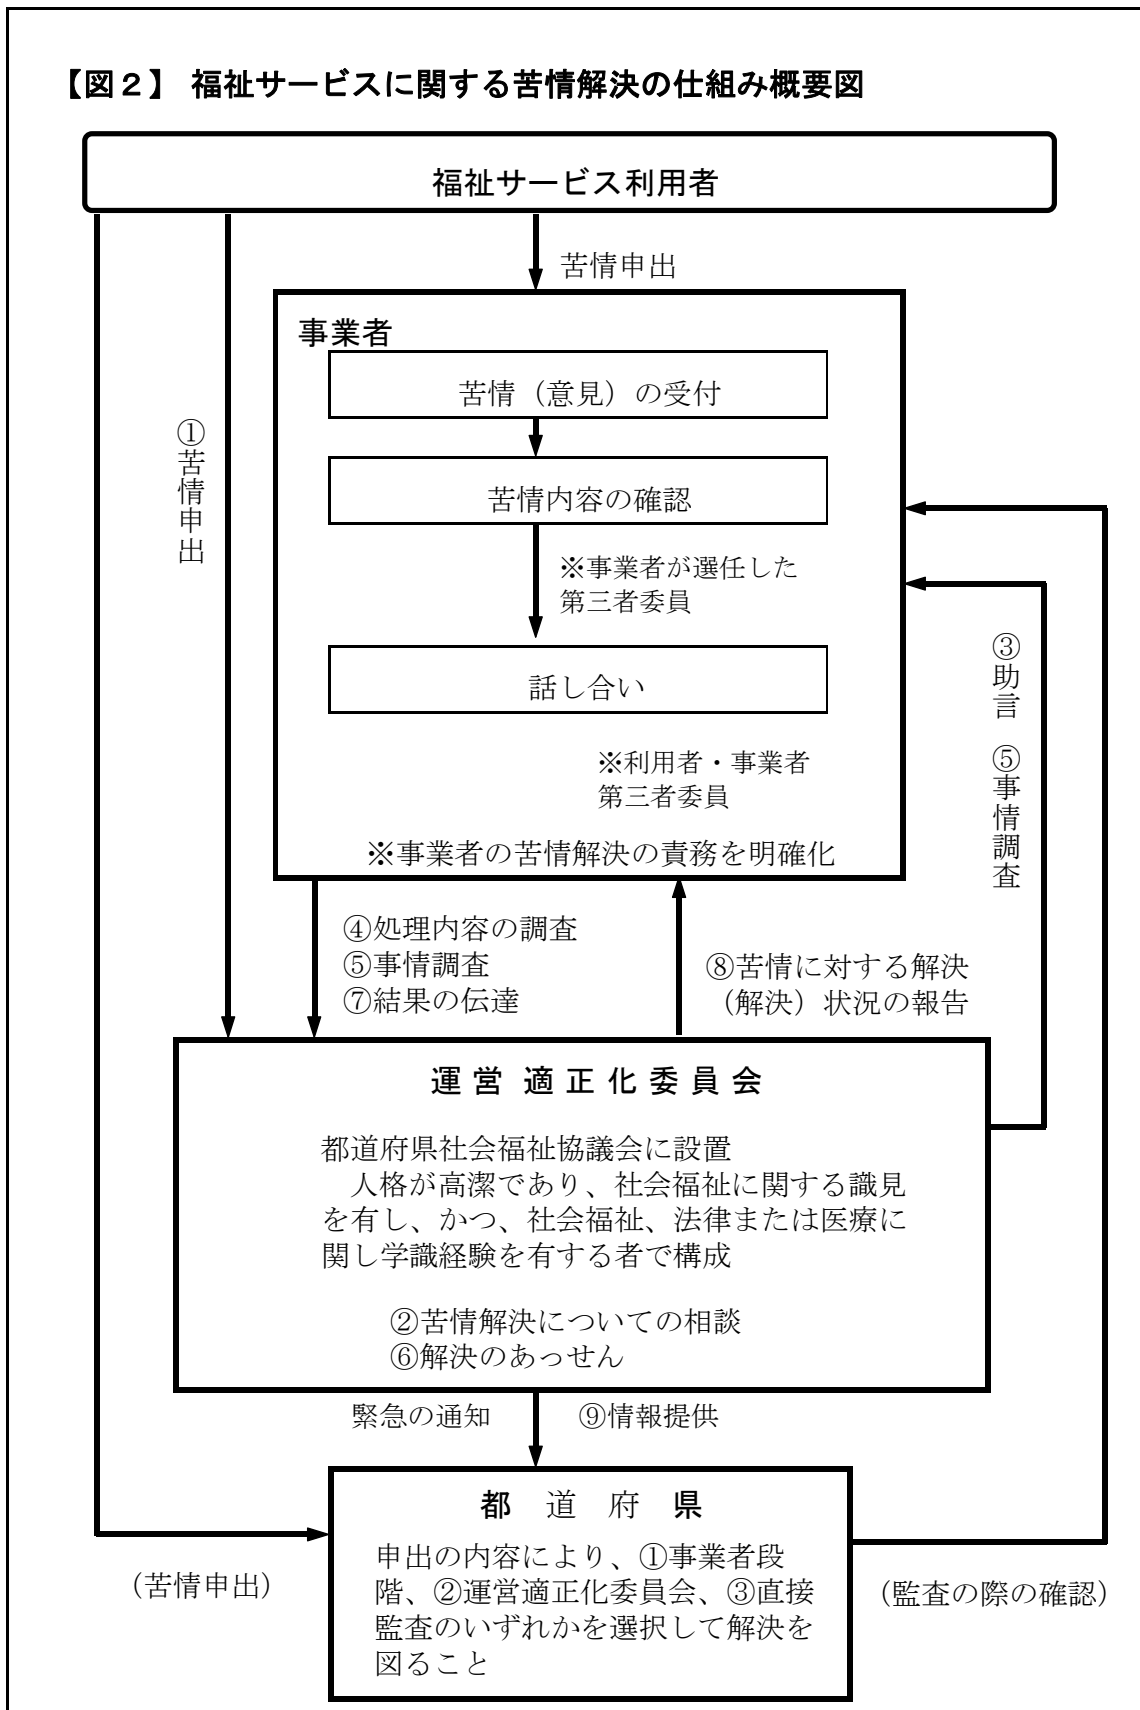 【図２】 福祉サービスに関する苦情解決の仕組み概要図
福祉サービス利用者
苦情申出
事業者
苦情（意見）の受付
①苦情申出
苦情内容の確認
※事業者が選任した
第三者委員
③助言 ⑤事情調査
話し合い
※利用者・事業者
第三者委員
※事業者の苦情解決の責務を明確化
④処理内容の調査
⑤事情調査
⑦結果の伝達
⑧苦情に対する解決
（解決）状況の報告
運営 適正化委員会
都道府県社会福祉協議会に設置
　人格が高潔であり、社会福祉に関する識見
を有し、かつ、社会福祉、法律または医療に
関し学識経験を有する者で構成
②苦情解決についての相談
⑥解決のあっせん
緊急の通知　　⑨情報提供
都　道　府　県
申出の内容により、①事業者段
階、②運営適正化委員会、③直接
監査のいずれかを選択して解決を
図ること
（苦情申出）
（監査の際の確認）